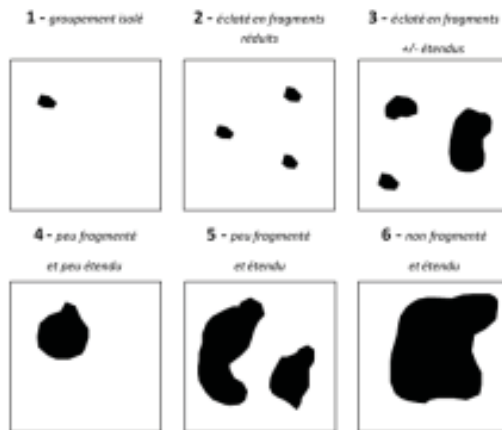 1 - groupement isolé
2 - éclaté en fragments
réduits
3 - éclaté en fragments
+/- étendus
4 - peu fragmenté
et peu étendu
5 - peu fragmenté
et étendu
6 - non fragmenté
et étendu